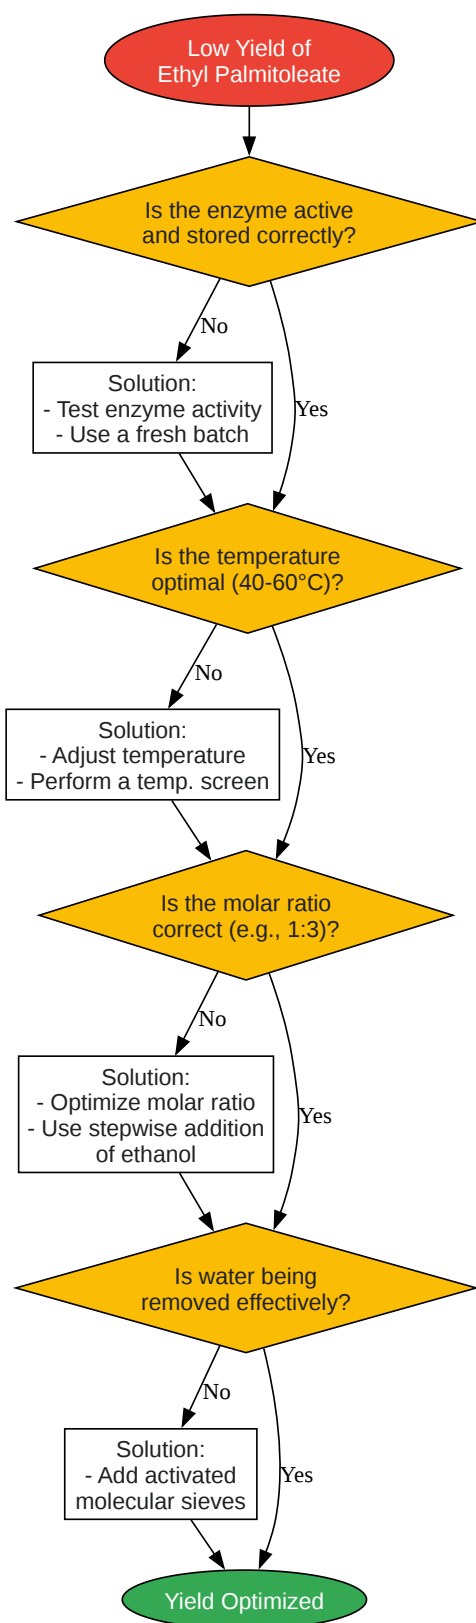 Low Yield of
Ethyl Palmitoleate
Is the enzyme active
and stored correctly?
No
Yes
Solution:
- Test enzyme activity
- Use a fresh batch
Is the temperature
optimal (40-60°C)?
No
Yes
Solution:
- Adjust temperature
- Perform a temp. screen
Is the molar ratio
correct (e.g., 1:3)?
No
Yes
Solution:
- Optimize molar ratio
- Use stepwise addition
of ethanol
Is water being
removed effectively?
No
Yes
Solution:
- Add activated
molecular sieves
Yield Optimized